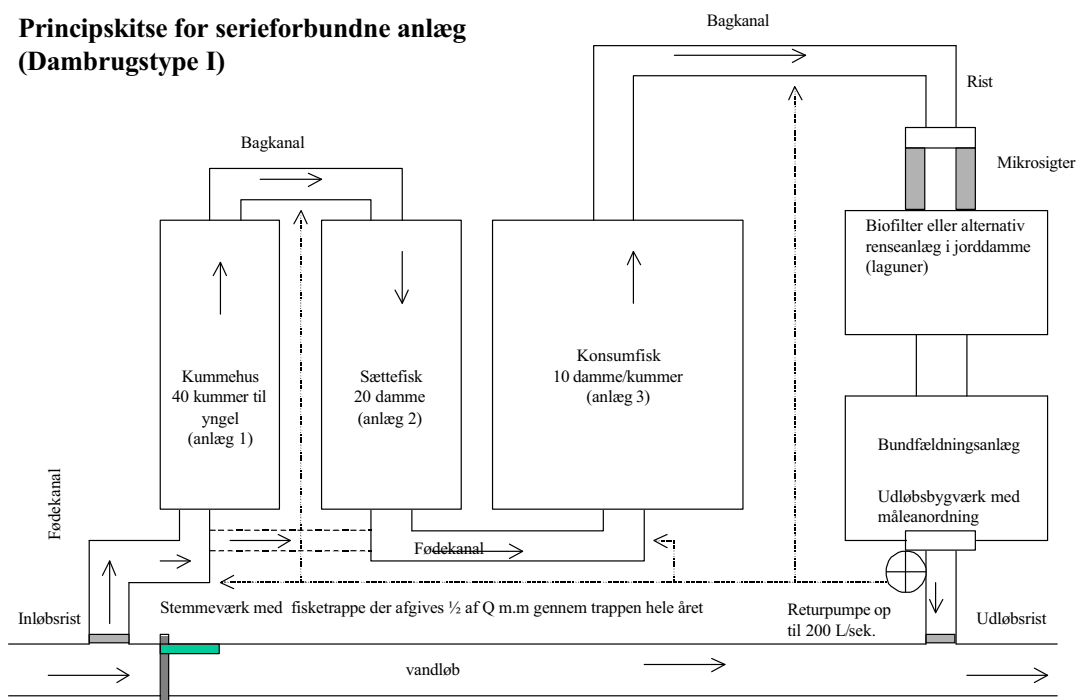 Principskitse for serieforbundne anlæg
(Dambrugstype I)
Bagkanal
Rist
Bagkanal
Mikrosigter
Biofilter eller alternativ
renseanlæg i jorddamme
(laguner)
Kummehus
40 kummer til
yngel
(anlæg 1)
Sættefisk
20 damme
(anlæg 2)
Konsumfisk
10 damme/kummer
(anlæg 3)
Bundfældningsanlæg
Udløbsbygværk med
måleanordning
Fødekanal
Fødekanal
Inløbsrist
Stemmeværk med fisketrappe der afgives ½ af Q m.m gennem trappen hele året
Returpumpe op
til 200 L/sek.
Udløbsrist
vandløb